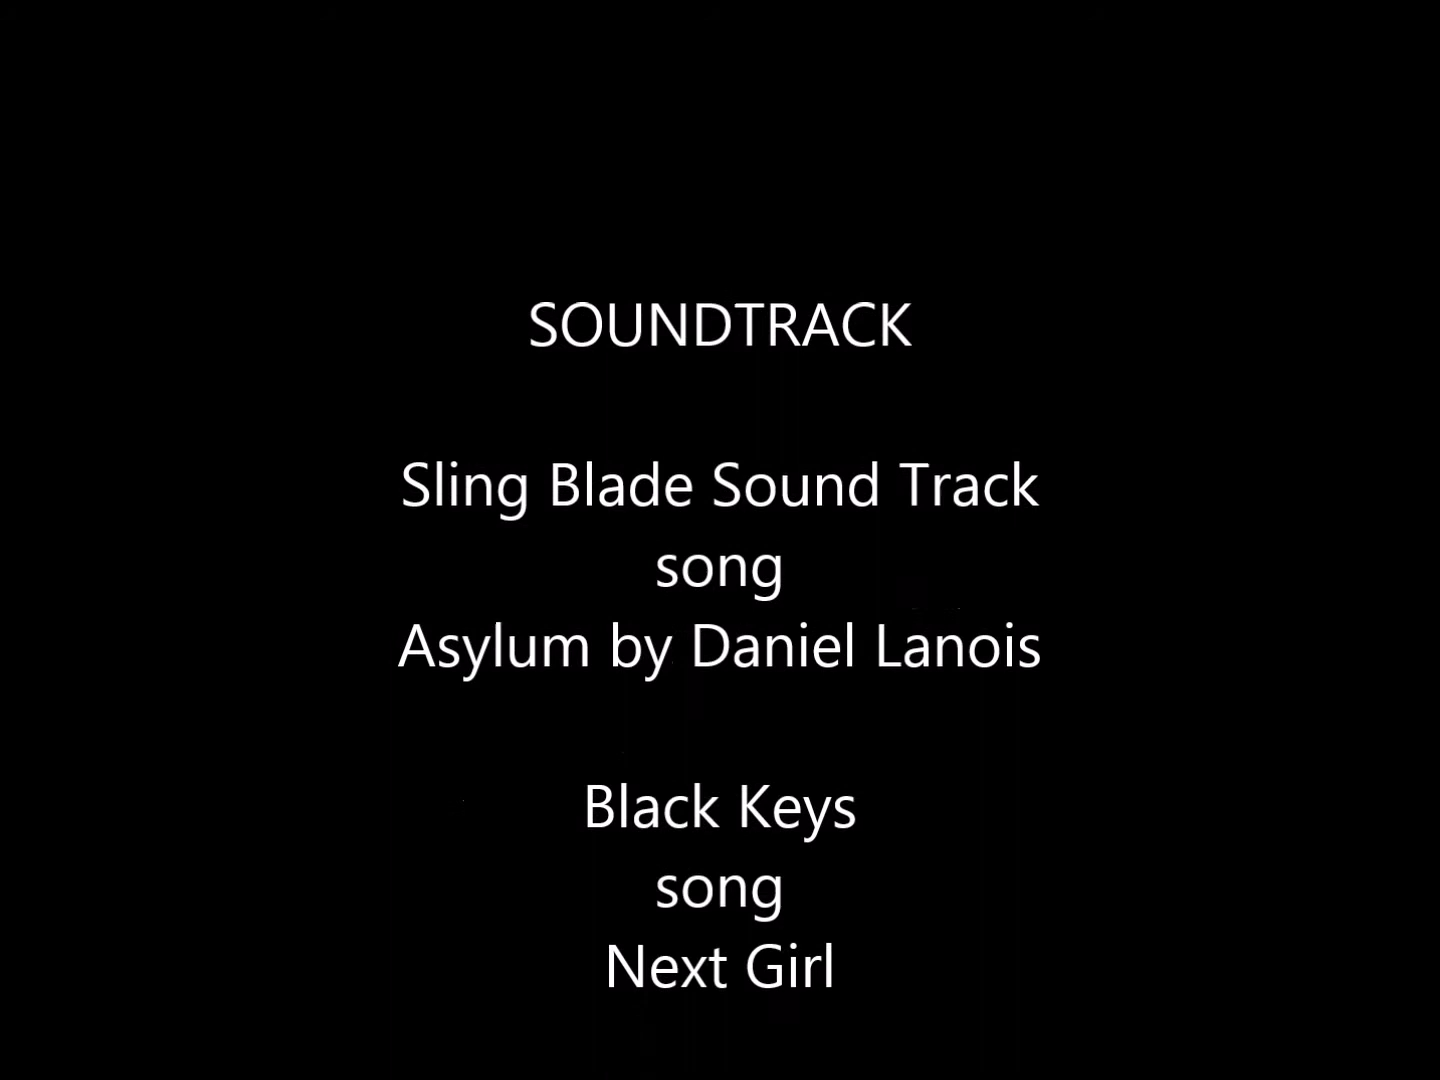 SOUNDTRACK
Sling Blade Sound Track
song
Asylum by Daniel Lanois
Black Keys
song
Next Girl